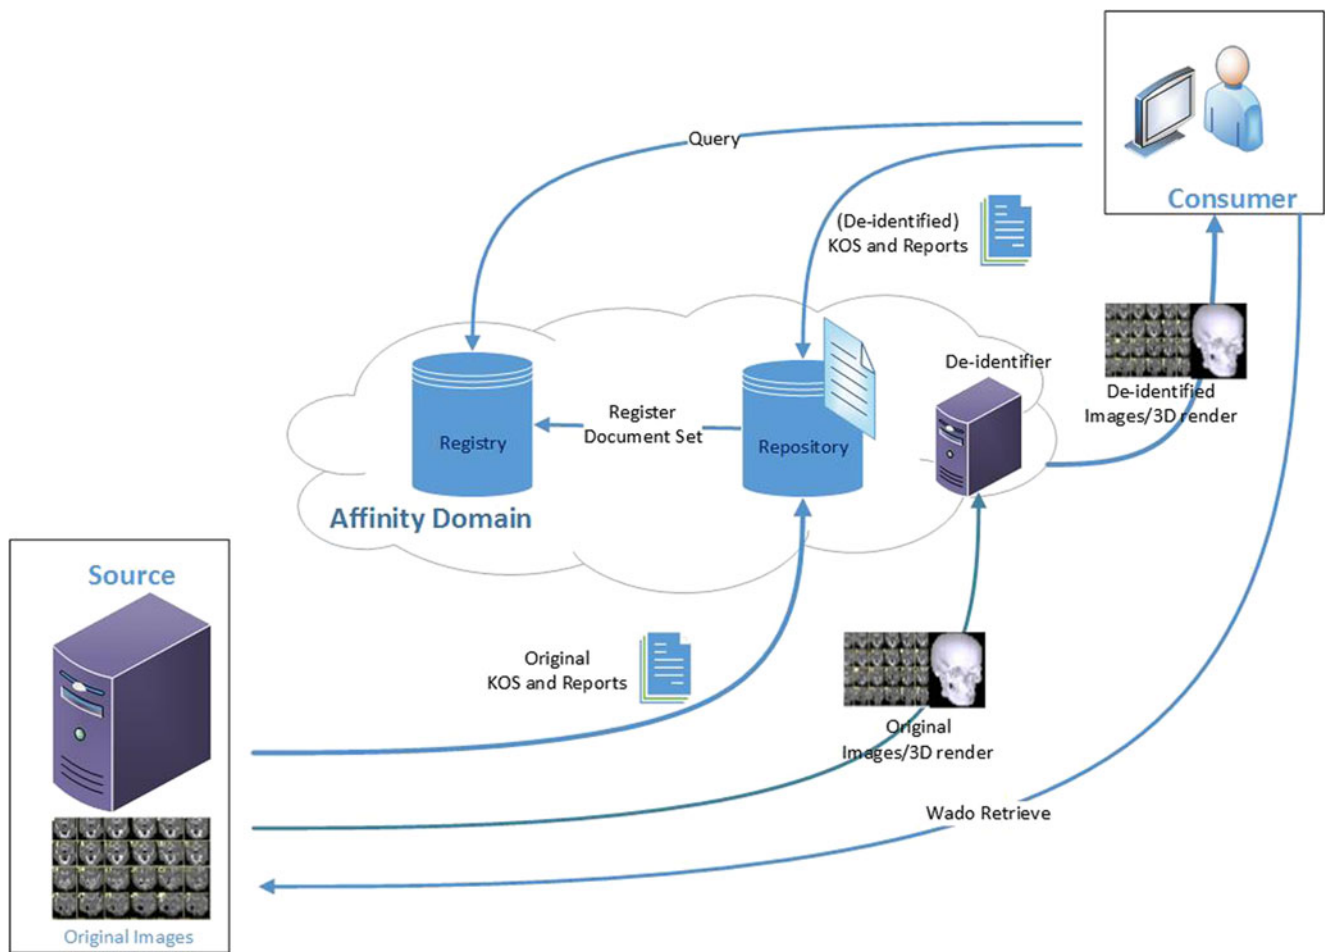 Query
Consumer
(De-identified)
KOS and Reports
De-identifier
De-identified
Images/3D render
Register
Document Set
Registry
Repository
Affinity Domain
Source
Original
KOS and Reports
Original
Images/3D render
Wado Retrieve
Original Images